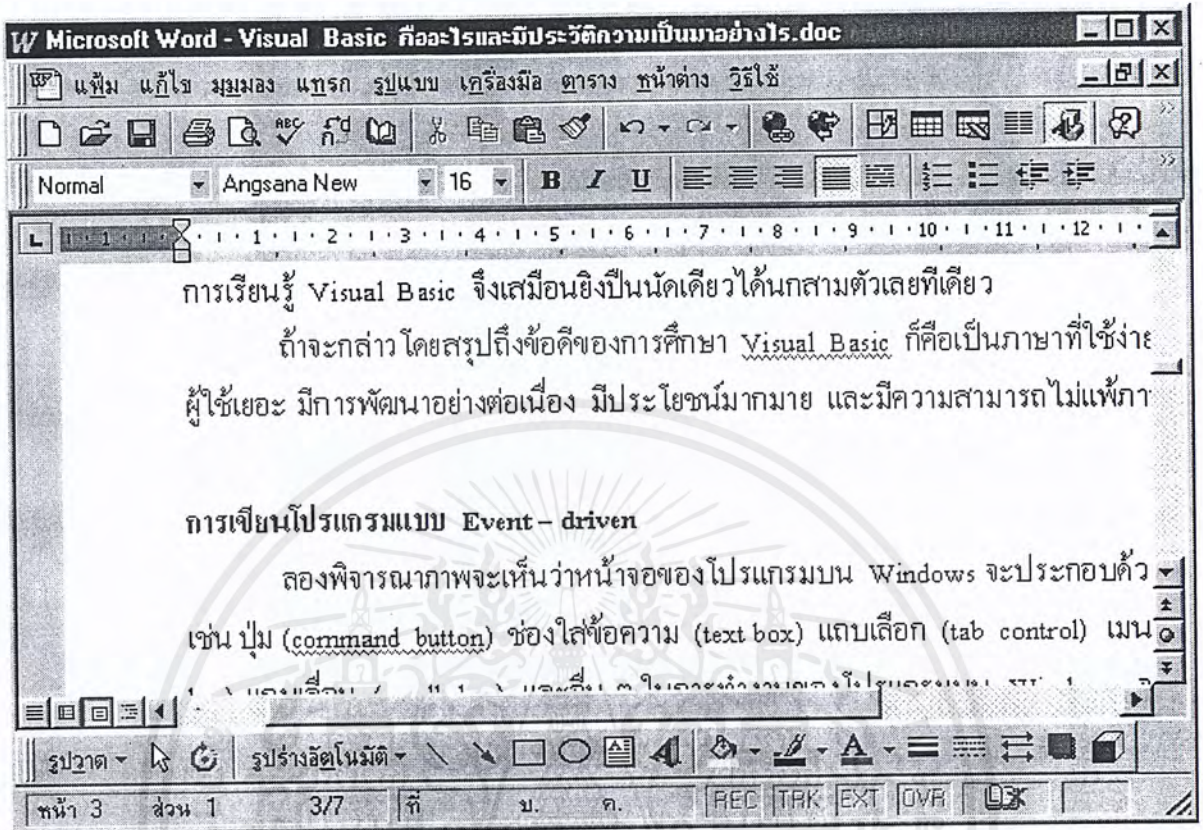 W Microsoft Word - Visual Basic คืออะไรและมีประวัติความเป็นมาอย่างไร.doc
แฟ้ม แก้ไข มุมมอง แทรก รูปแบบ เครื่องมือ ตาราง หน้าต่าง วิธีใช้
Normal Angsana New 16 B I U
1 1 2 3 4 5 6 7 8 9 10 11 12
การเรียนรู้ Visual Basic จึงเสมือนยิงปืนนัดเดียวได้นกสามตัวเลยทีเดียว
ถ้าจะกล่าวโดยสรุปถึงข้อดีของการศึกษา Visual Basic ก็คือเป็นภาษาที่ใช้ง่าย
ผู้ใช้เยอะ มีการพัฒนาอย่างต่อเนื่อง มีประโยชน์มากมาย และมีความสามารถไม่แพ้ภา
การเขียนโปรแกรมแบบ Event – driven
ลองพิจารณาภาพจะเห็นว่าหน้าจอของโปรแกรมบน Windows จะประกอบด้ว
เช่น ปุ่ม (command button) ช่องใส่ข้อความ (text box) แถบเลือก (tab control) เมน
รูปวาด รูปร่างอัตโนมัติ
หน้า 3 ส่วน 1 3/7 ที่ บ. ค. REC TRK EXT OVR